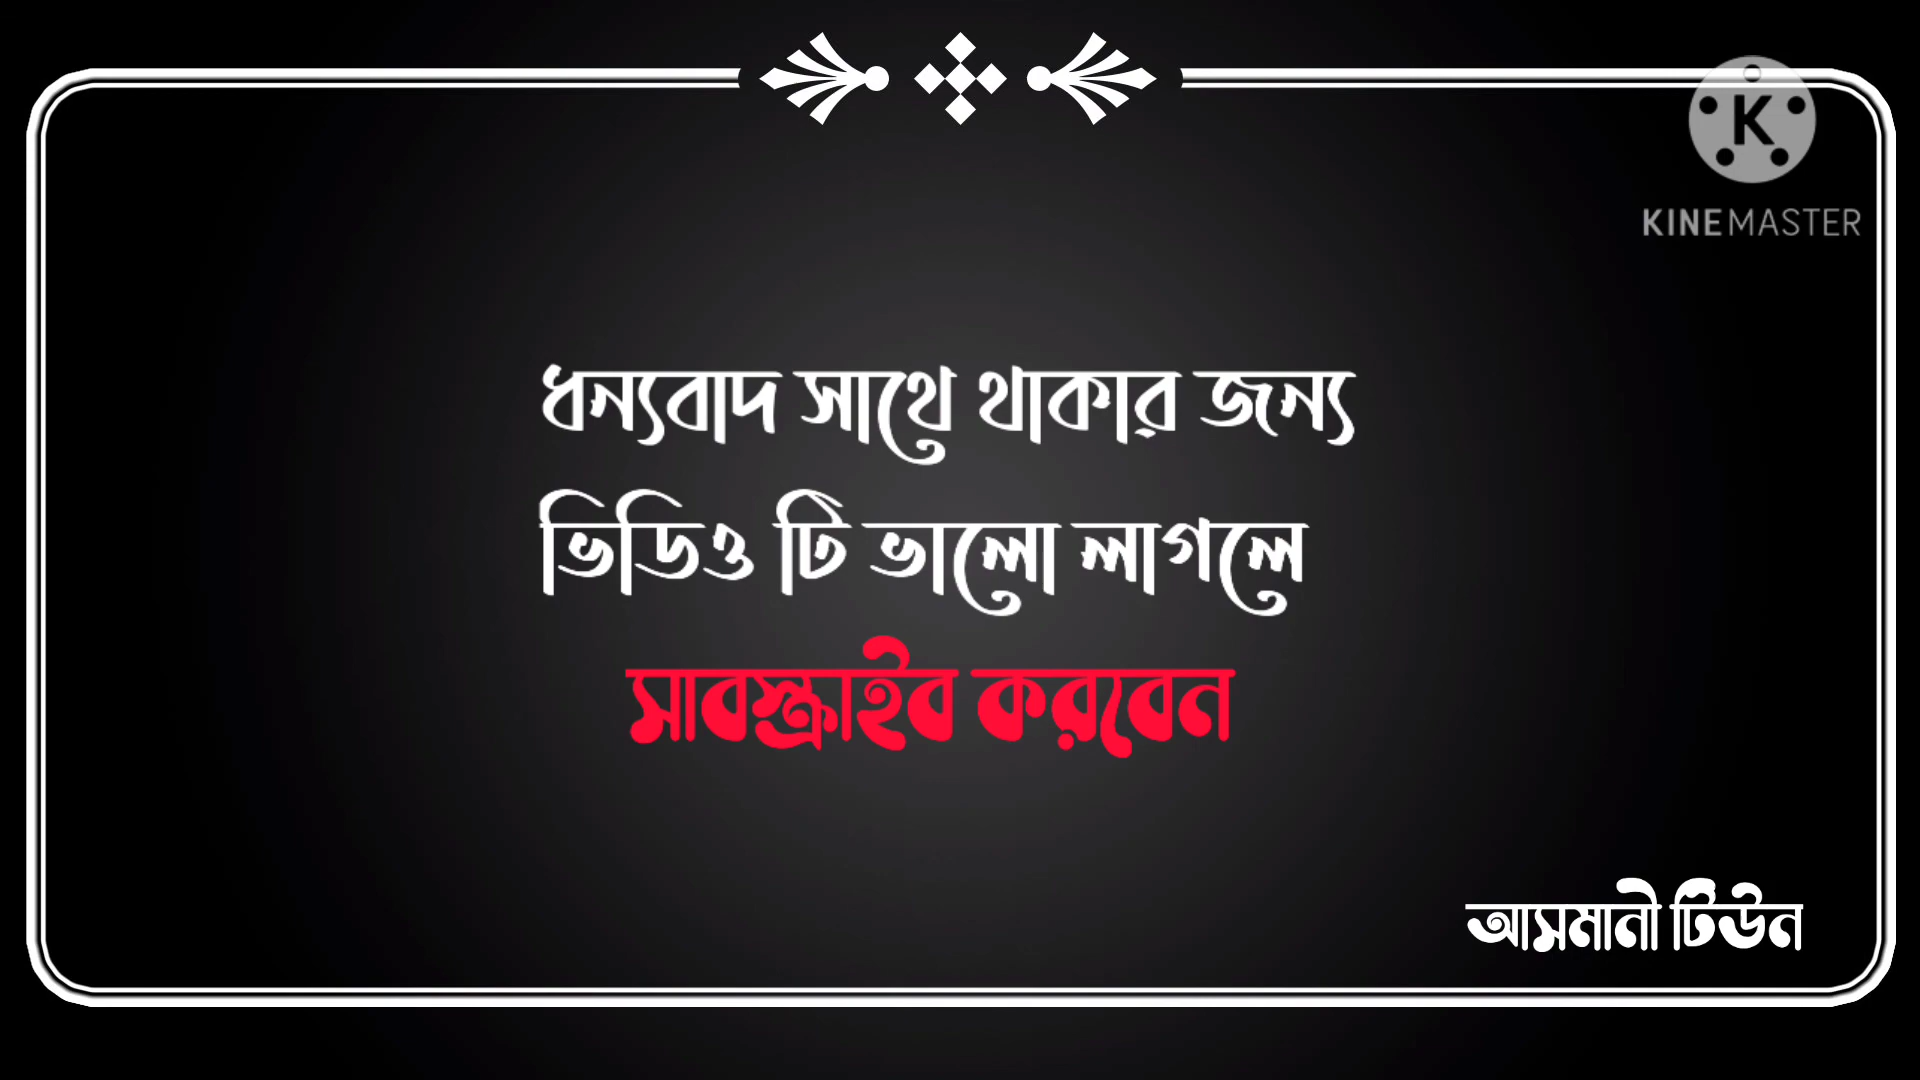 KINEMASTER
ধন্যবাদ সাথে থাকার জন্য
ভিডিও টি ভালো লাগলে
সাবস্ক্রাইব করবেন
আসমানী টিউন